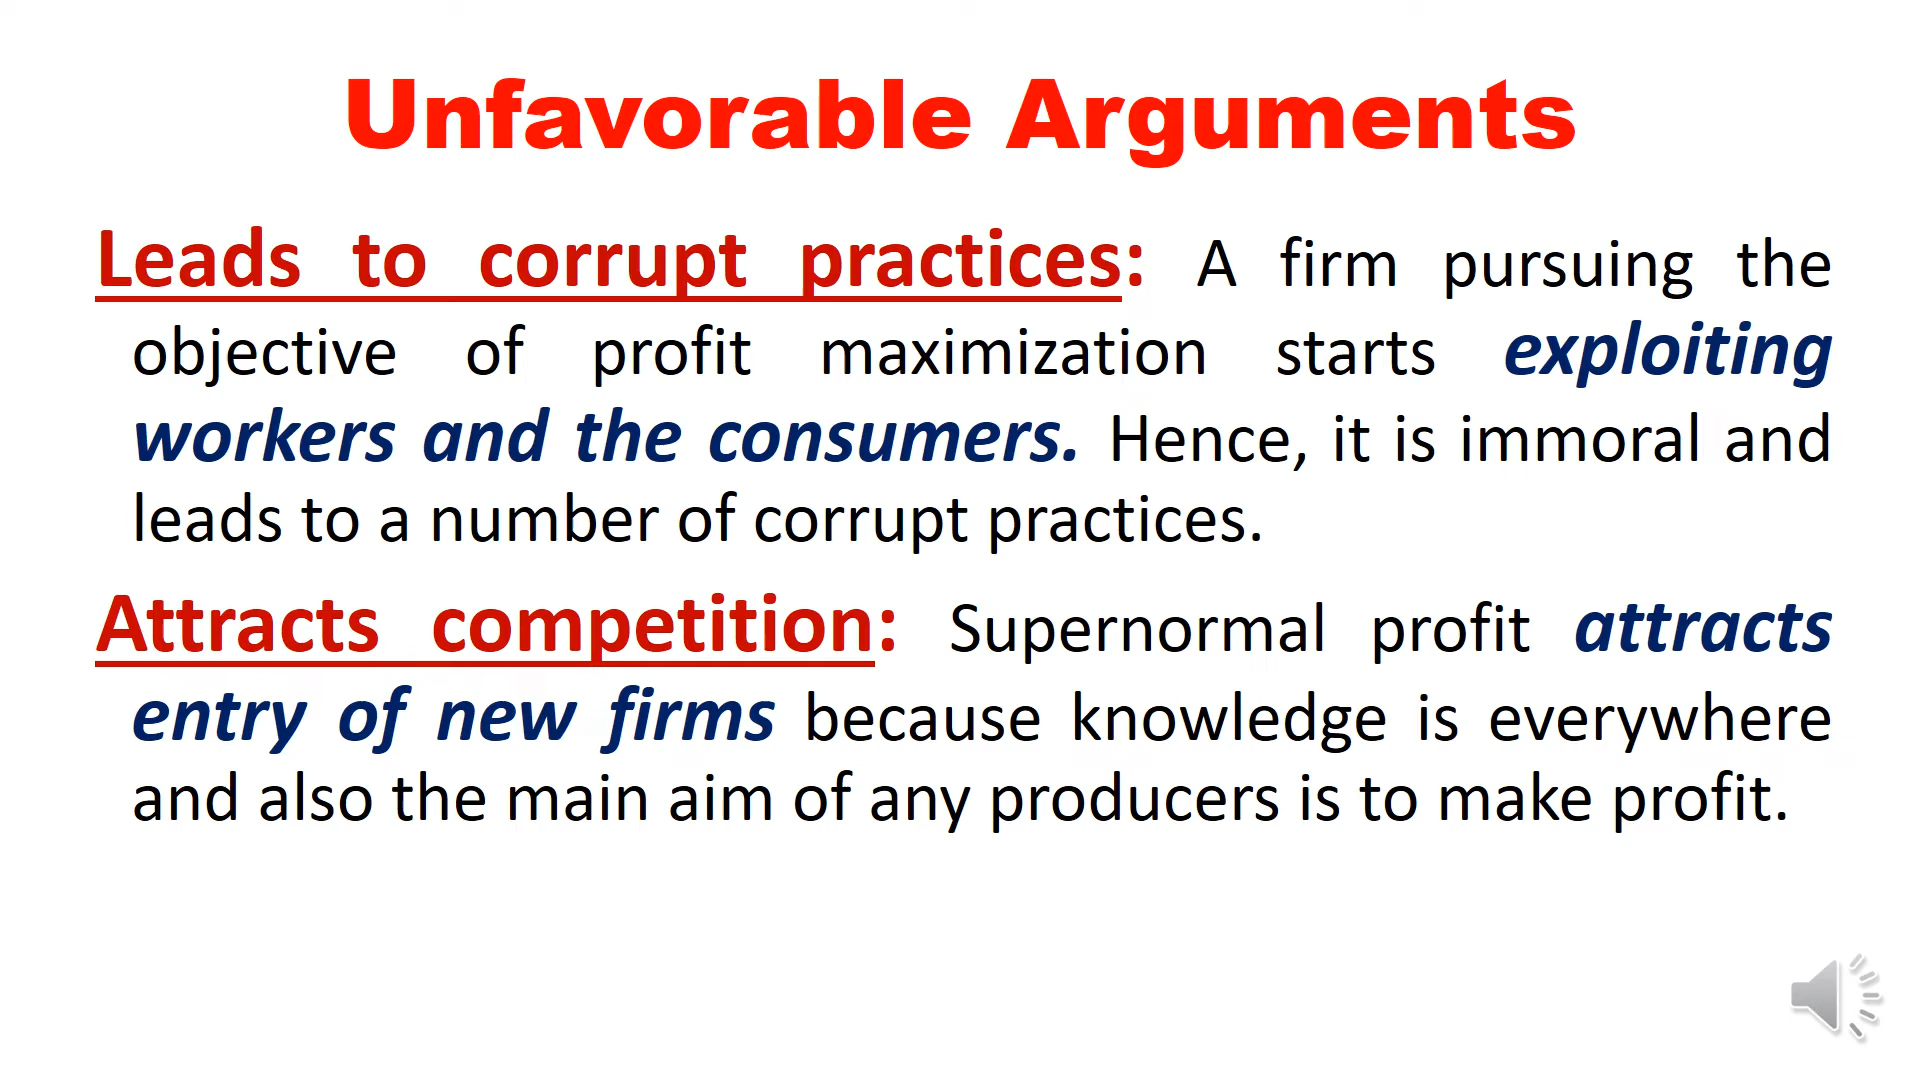 Unfavorable Arguments
Leads to corrupt practices: A firm pursuing the
objective of profit maximization starts exploiting
workers and the consumers. Hence, it is immoral and
leads to a number of corrupt practices.
Attracts competition: Supernormal profit attracts
entry of new firms because knowledge is everywhere
and also the main aim of any producers is to make profit.